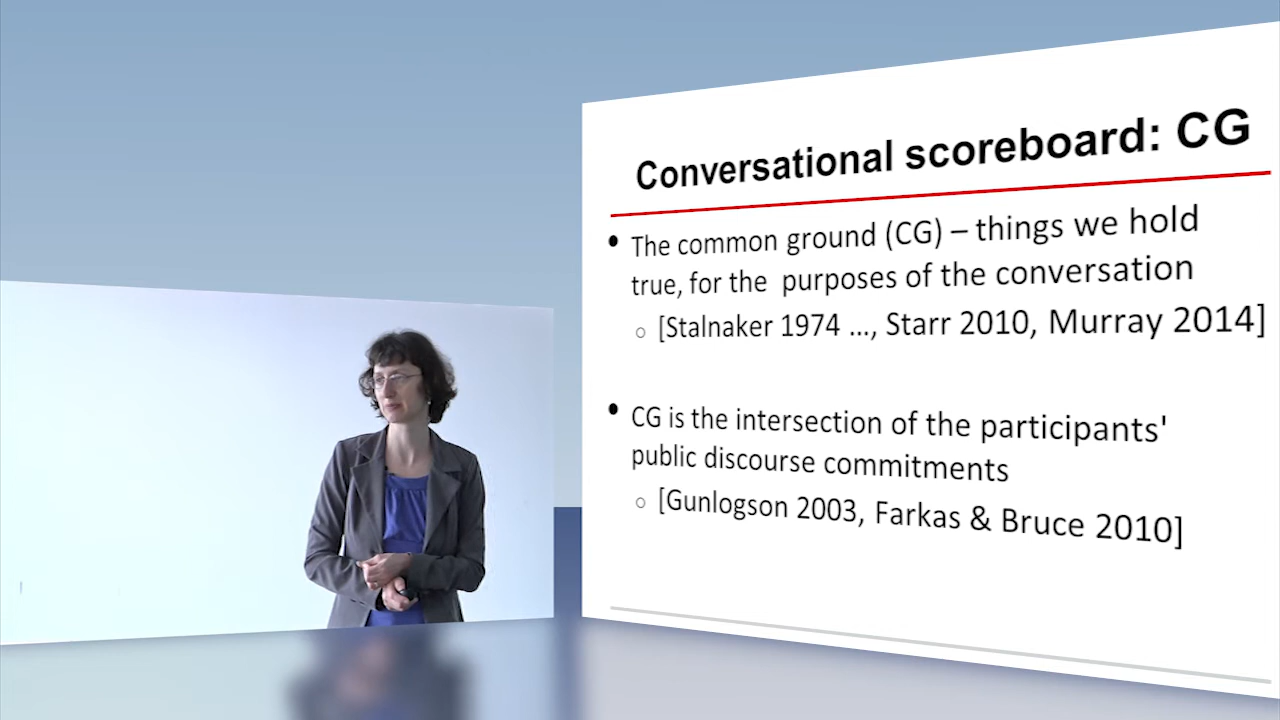 Conversational scoreboard: CG
• The common ground (CG) – things we hold
true, for the purposes of the conversation
○ [Stalnaker 1974 …, Starr 2010, Murray 2014]
• CG is the intersection of the participants'
public discourse commitments
○ [Gunlogson 2003, Farkas & Bruce 2010]